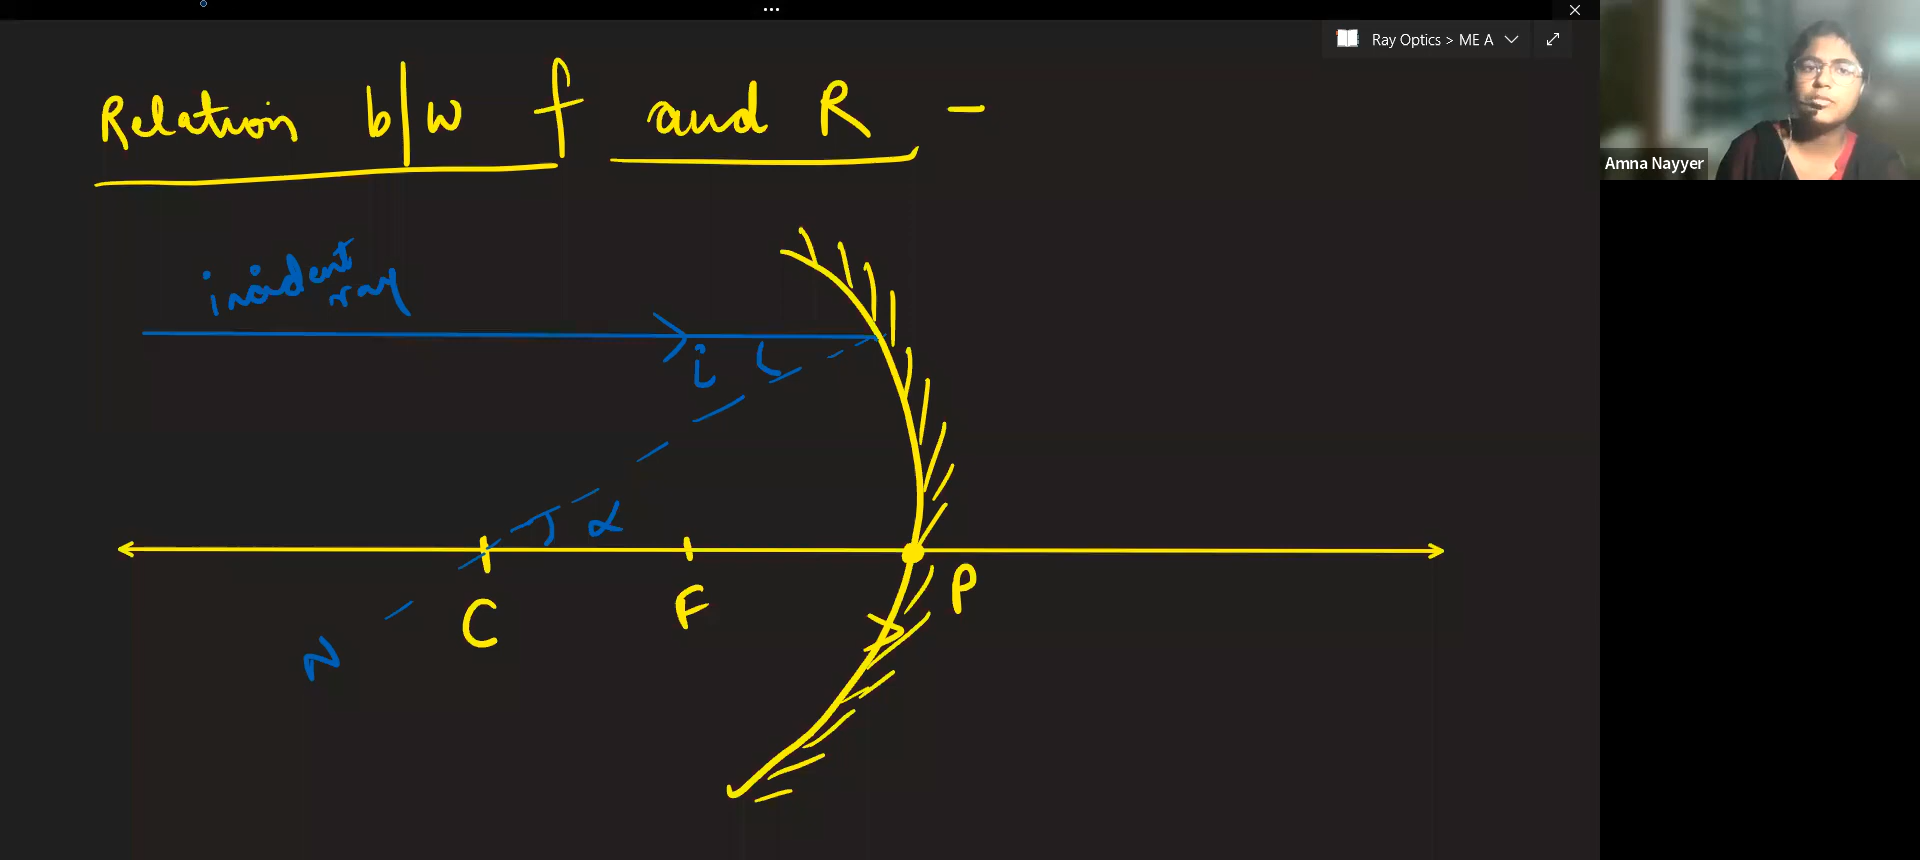 ...
Ray Optics > ME A
Amna Nayyer
Relation b/w f and R -
incident
ray
i
α
C
F
P
N